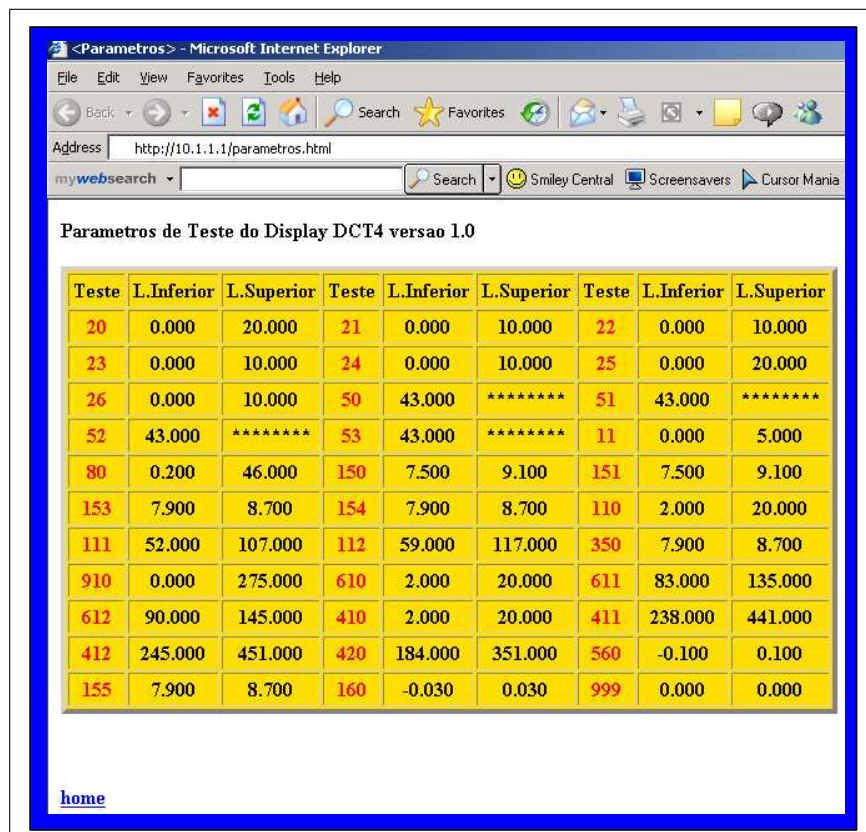 <Parametros> - Microsoft Internet Explorer
File Edit View Favorites Tools Help
Back Search Favorites
Address http://10.1.1.1/parametros.html
mywebsearch Search Smiley Central Screensavers Cursor Mania
Parametros de Teste do Display DCT4 versao 1.0
Teste L.Inferior L.Superior Teste L.Inferior L.Superior Teste L.Inferior L.Superior
20 0.000 20.000 21 0.000 10.000 22 0.000 10.000
23 0.000 10.000 24 0.000 10.000 25 0.000 20.000
26 0.000 10.000 50 43.000 ******** 51 43.000 ********
52 43.000 ******** 53 43.000 ******** 11 0.000 5.000
80 0.200 46.000 150 7.500 9.100 151 7.500 9.100
153 7.900 8.700 154 7.900 8.700 110 2.000 20.000
111 52.000 107.000 112 59.000 117.000 350 7.900 8.700
910 0.000 275.000 610 2.000 20.000 611 83.000 135.000
612 90.000 145.000 410 2.000 20.000 411 238.000 441.000
412 245.000 451.000 420 184.000 351.000 560 -0.100 0.100
155 7.900 8.700 160 -0.030 0.030 999 0.000 0.000
home